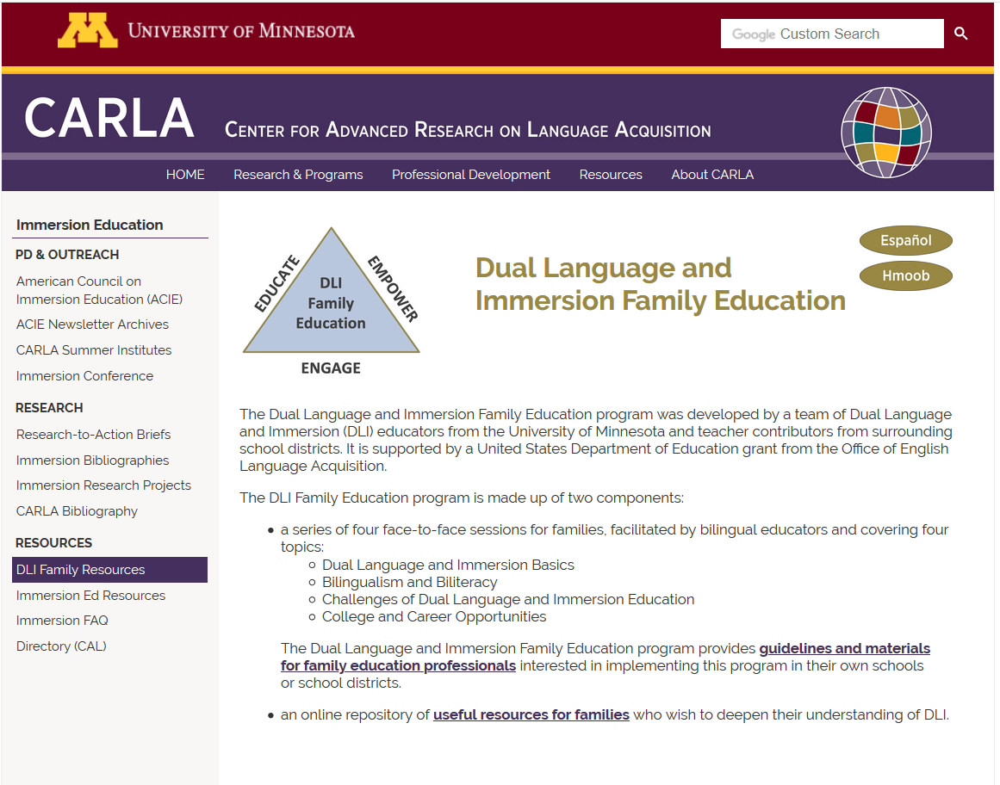 UNIVERSITY OF MINNESOTA
Google Custom Search
CARLA CENTER FOR ADVANCED RESEARCH ON LANGUAGE ACQUISITION
HOME Research & Programs Professional Development Resources About CARLA
Immersion Education
PD & OUTREACH
American Council on
Immersion Education (ACIE)
ACIE Newsletter Archives
CARLA Summer Institutes
Immersion Conference
RESEARCH
Research-to-Action Briefs
Immersion Bibliographies
Immersion Research Projects
CARLA Bibliography
RESOURCES
DLI Family Resources
Immersion Ed Resources
Immersion FAQ
Directory (CAL)
EDUCATE
EMPOWER
DLI
Family
Education
ENGAGE
Dual Language and
Immersion Family Education
Español
Hmoob
The Dual Language and Immersion Family Education program was developed by a team of Dual Language
and Immersion (DLI) educators from the University of Minnesota and teacher contributors from surrounding
school districts. It is supported by a United States Department of Education grant from the Office of English
Language Acquisition.
The DLI Family Education program is made up of two components:
• a series of four face-to-face sessions for families, facilitated by bilingual educators and covering four
topics:
◦ Dual Language and Immersion Basics
◦ Bilingualism and Biliteracy
◦ Challenges of Dual Language and Immersion Education
◦ College and Career Opportunities
The Dual Language and Immersion Family Education program provides guidelines and materials
for family education professionals interested in implementing this program in their own schools
or school districts.
• an online repository of useful resources for families who wish to deepen their understanding of DLI.